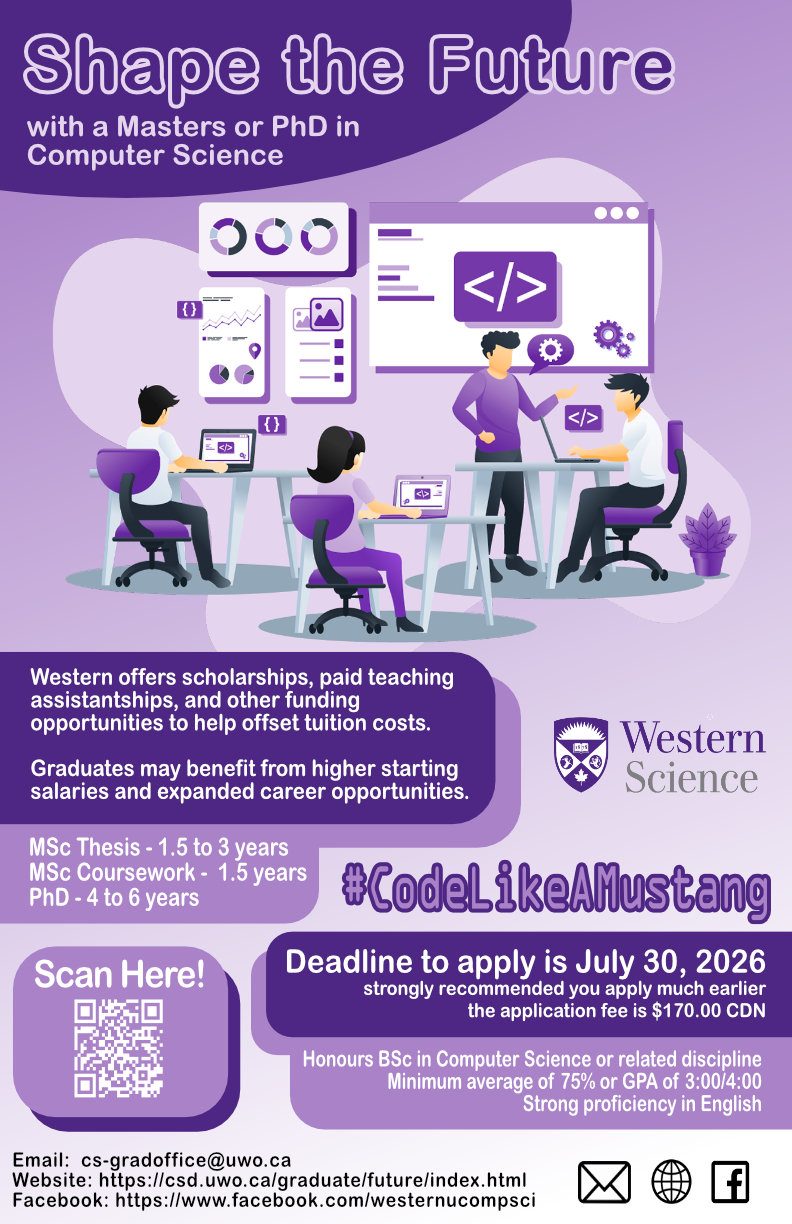 Shape the Future
with a Masters or PhD in
Computer Science
</>
{}
{}
</>
</>
</>
</>
Western offers scholarships, paid teaching
assistantships, and other funding
opportunities to help offset tuition costs.
Graduates may benefit from higher starting
salaries and expanded career opportunities.
Western
Science
MSc Thesis - 1.5 to 3 years
MSc Coursework - 1.5 years
PhD - 4 to 6 years
#CodeLikeAMustang
Scan Here!
Deadline to apply is July 30, 2026
strongly recommended you apply much earlier
the application fee is $170.00 CDN
Honours BSc in Computer Science or related discipline
Minimum average of 75% or GPA of 3:00/4:00
Strong proficiency in English
Email: cs-gradoffice@uwo.ca
Website: https://csd.uwo.ca/graduate/future/index.html
Facebook: https://www.facebook.com/westernucompsci